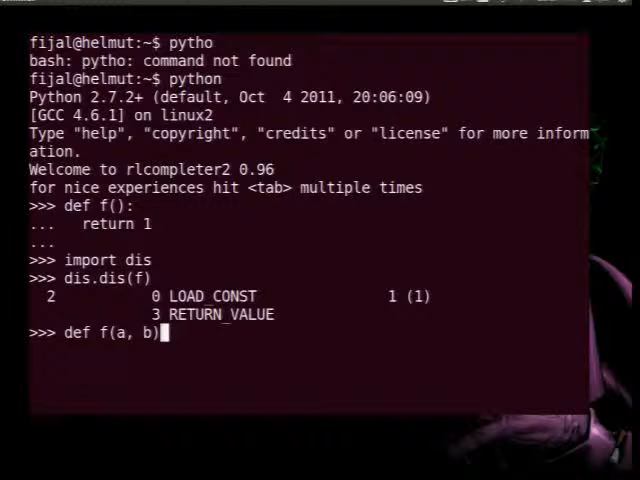 fijal@helmut:~$ pytho
bash: pytho: command not found
fijal@helmut:~$ python
Python 2.7.2+ (default, Oct  4 2011, 20:06:09)
[GCC 4.6.1] on linux2
Type "help", "copyright", "credits" or "license" for more inform
ation.
Welcome to rlcompleter2 0.96
for nice experiences hit <tab> multiple times
>>> def f():
...   return 1
...
>>> import dis
>>> dis.dis(f)
  2           0 LOAD_CONST               1 (1)
              3 RETURN_VALUE
>>> def f(a, b)